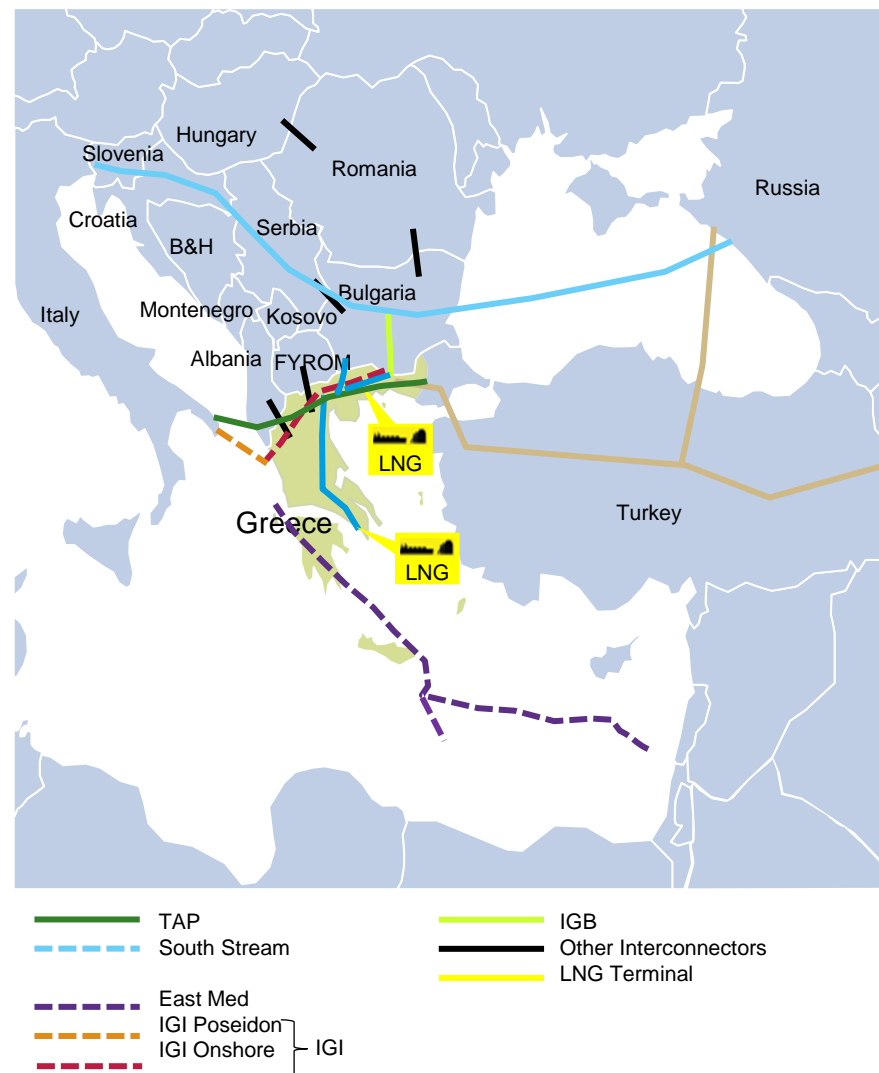 Hungary
Slovenia
Romania
Russia
Croatia
Serbia
B&H
Bulgaria
Montenegro
Italy
Kosovo
Albania
FYROM
LNG
Greece
Turkey
LNG
TAP
South Stream
East Med
IGI Poseidon
IGI Onshore
IGI
IGB
Other Interconnectors
LNG Terminal